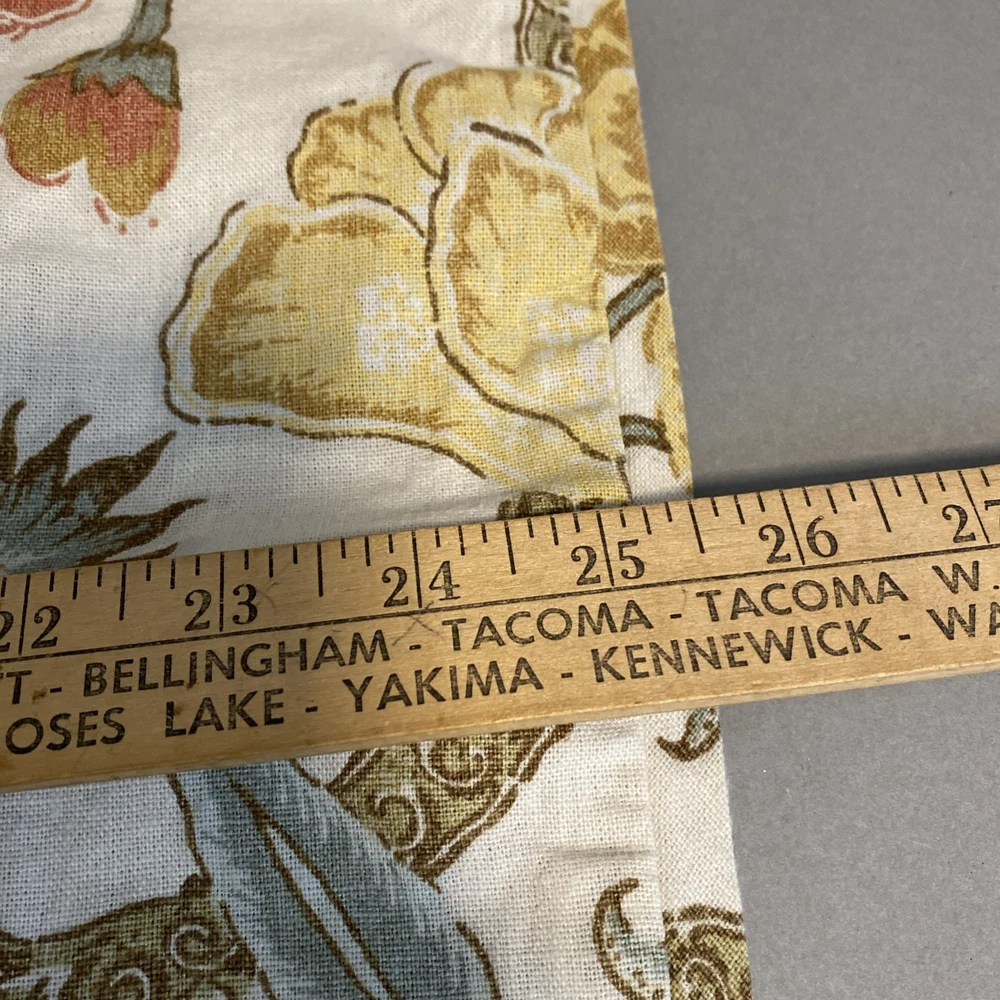 22 23 24 25 26 27
T - BELLINGHAM - TACOMA - TACOMA W.
OSES LAKE - YAKIMA - KENNEWICK - WA